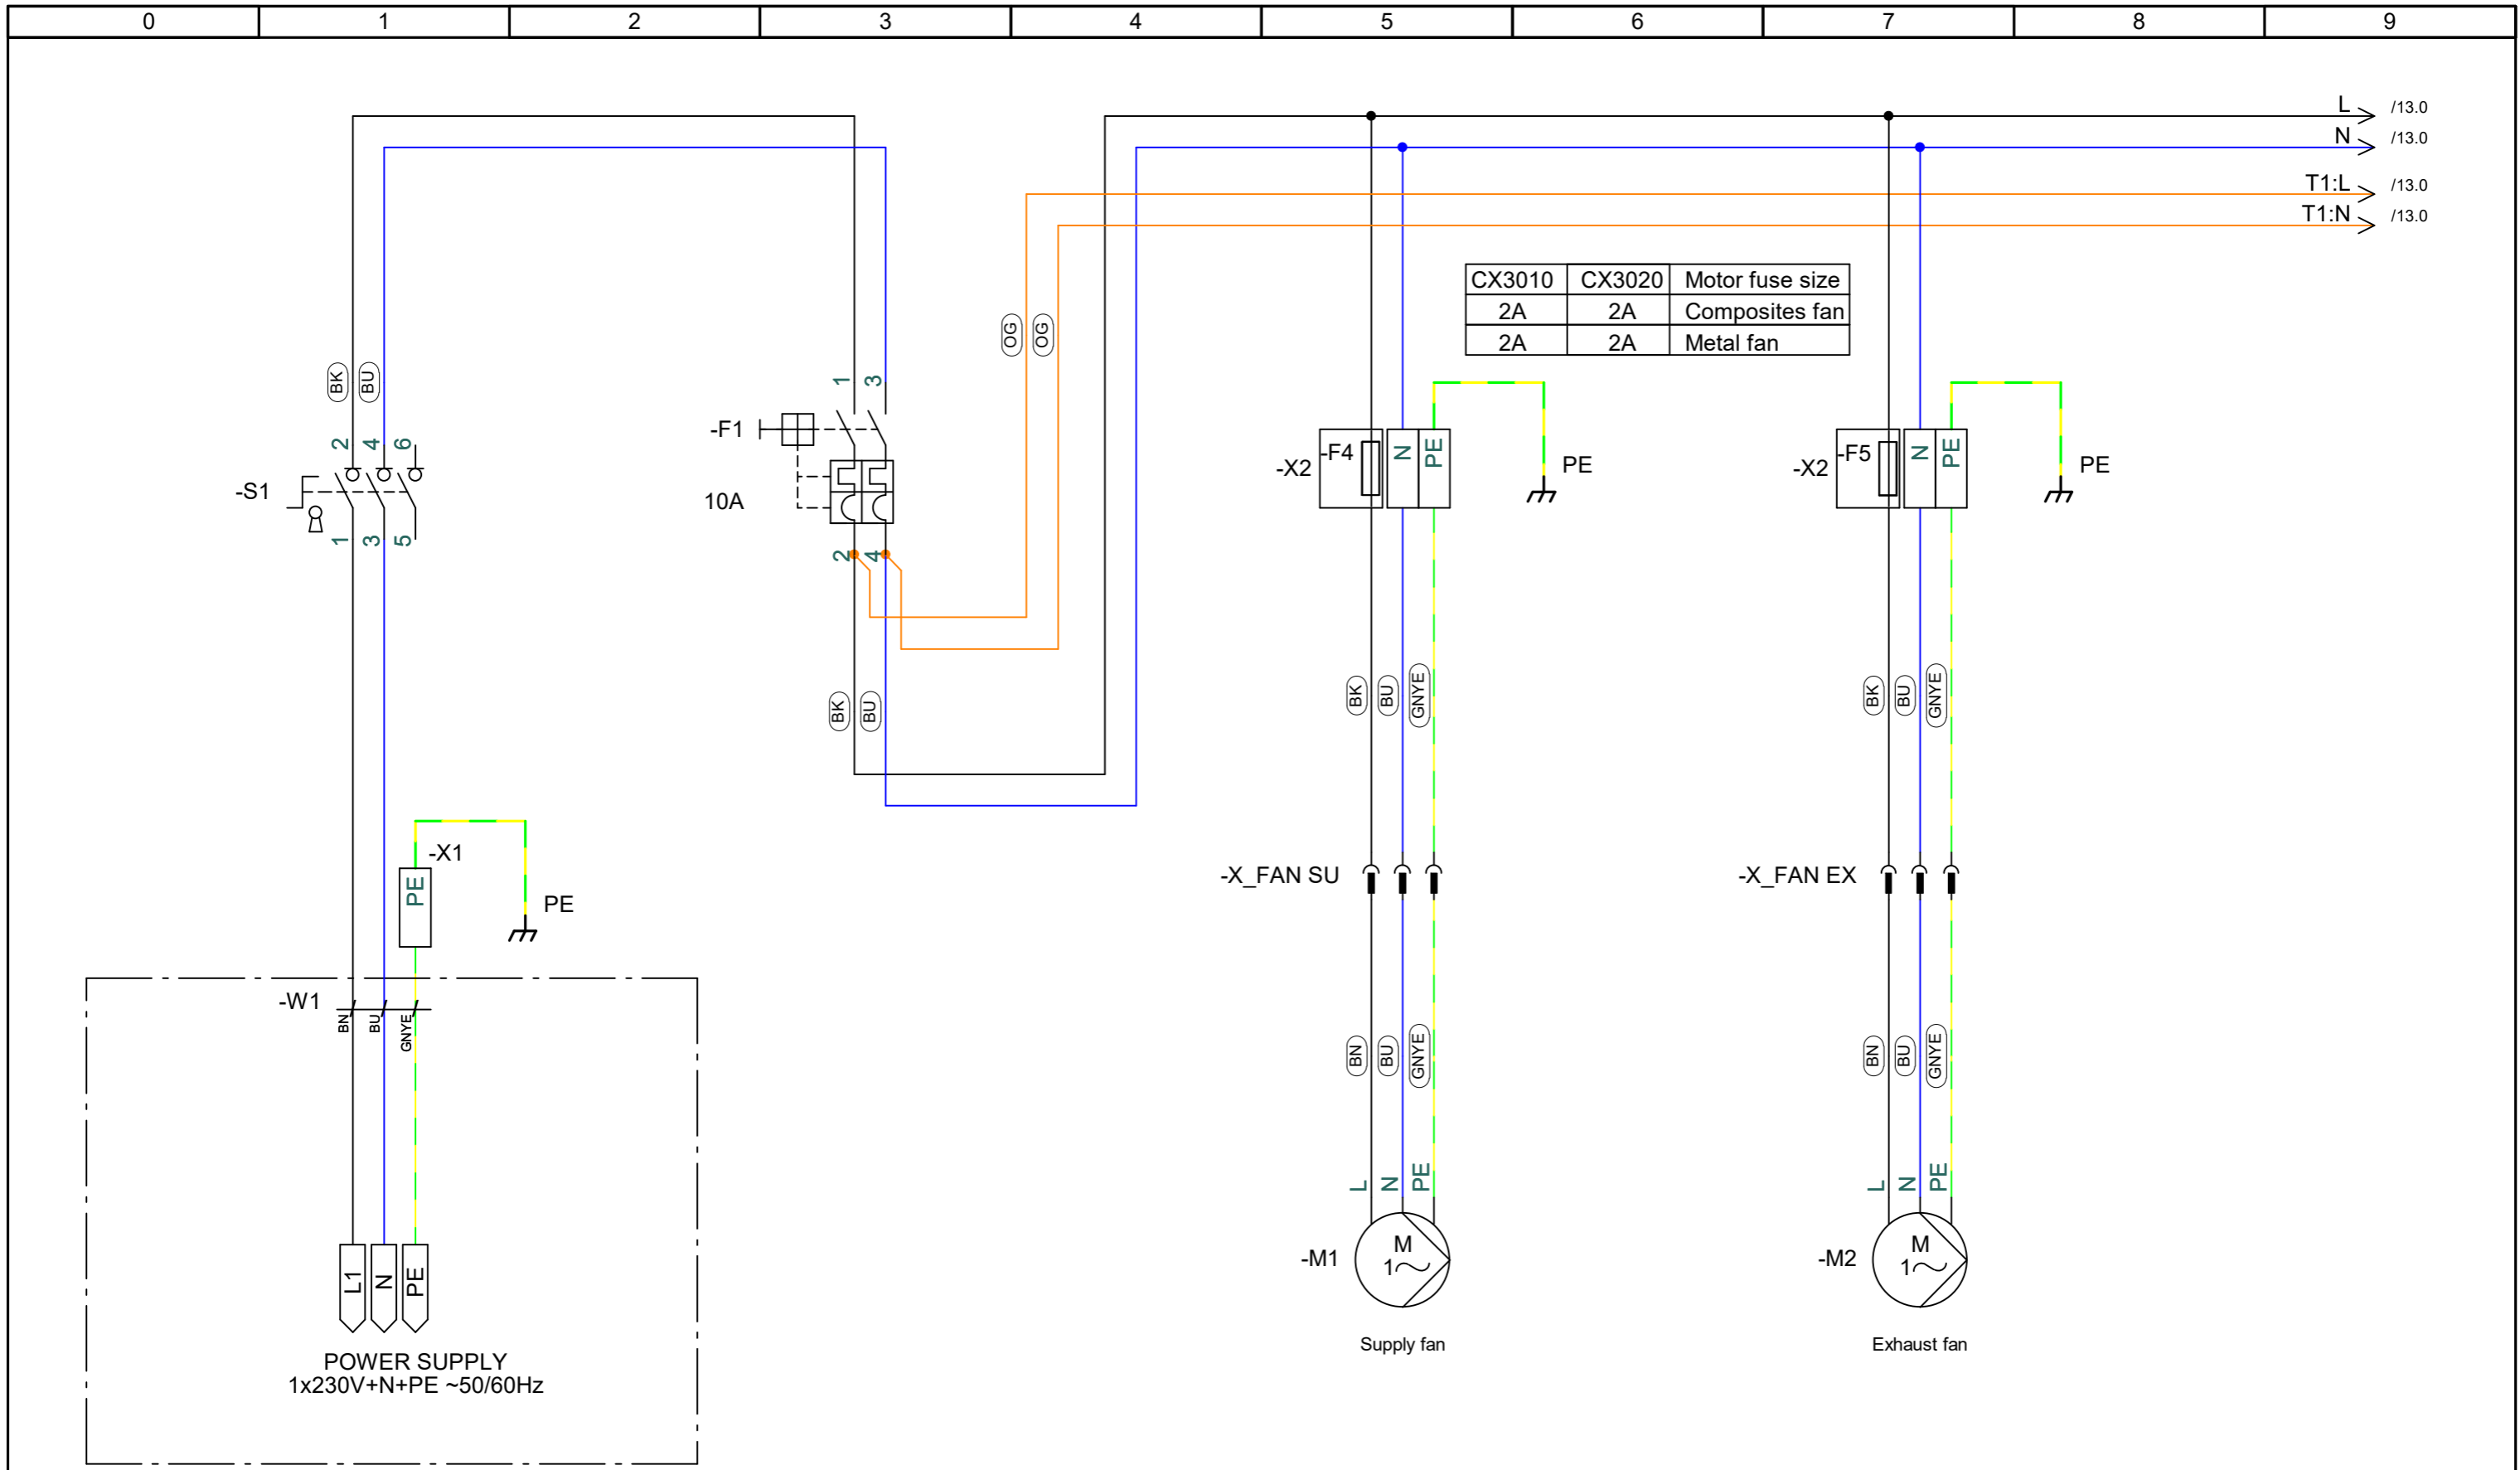 0 1 2 3 4 5 6 7 8 9
L /13.0
N /13.0
T1:L /13.0
T1:N /13.0
CX3010 CX3020 Motor fuse size
2A 2A Composites fan
2A 2A Metal fan
OG OG
BK BU
1 3
-F1
10A
2 4
2 4 6
-S1
1 3 5
-X2 -F4 N PE
PE
-X2 -F5 N PE
PE
BK BU
BK BU GNYE
BK BU GNYE
-X1
PE
PE
-X_FAN SU
-X_FAN EX
-W1
BN BU GNYE
BN BU GNYE
BN BU GNYE
L N PE
L N PE
-M1
M
1~
-M2
M
1~
L1 N PE
Supply fan
Exhaust fan
POWER SUPPLY
1x230V+N+PE ~50/60Hz